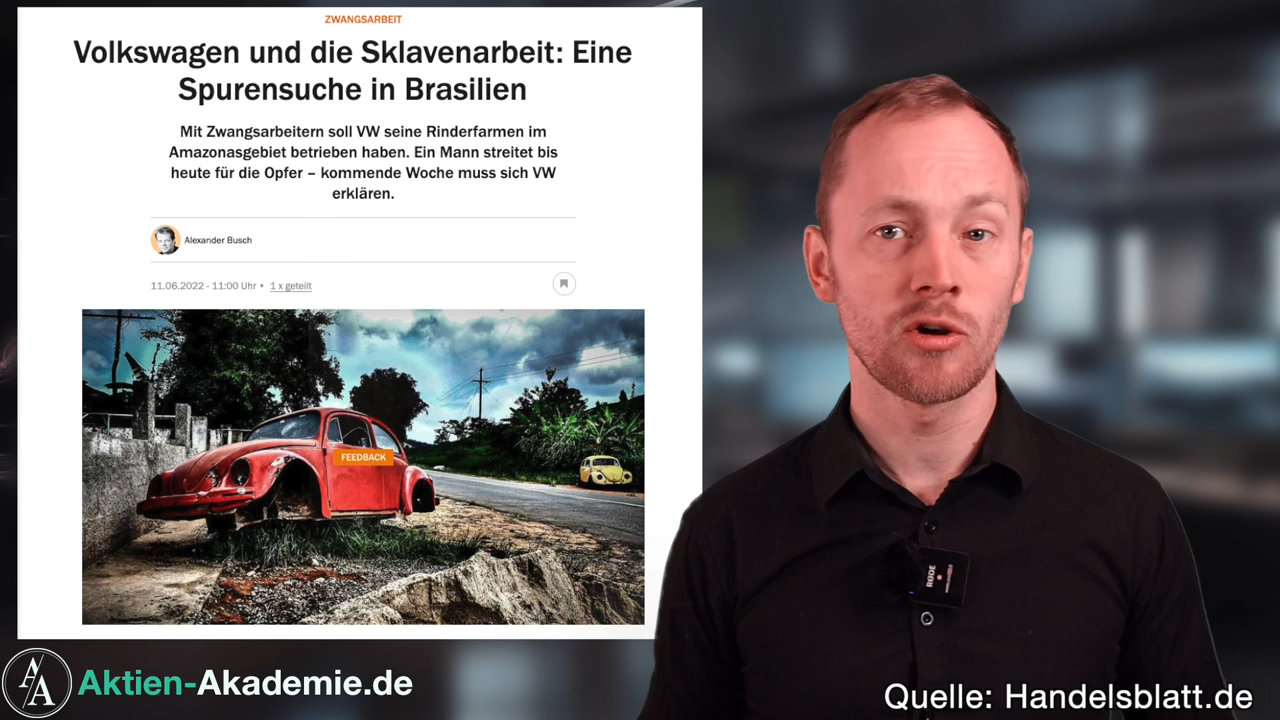 ZWANGSARBEIT
Volkswagen und die Sklavenarbeit: Eine
Spurensuche in Brasilien
Mit Zwangsarbeitern soll VW seine Rinderfarmen im
Amazonasgebiet betrieben haben. Ein Mann streitet bis
heute für die Opfer – kommende Woche muss sich VW
erklären.
Alexander Busch
11.06.2022 - 11:00 Uhr • 1 x geteilt
FEEDBACK
RØDE
AA Aktien-Akademie.de
Quelle: Handelsblatt.de